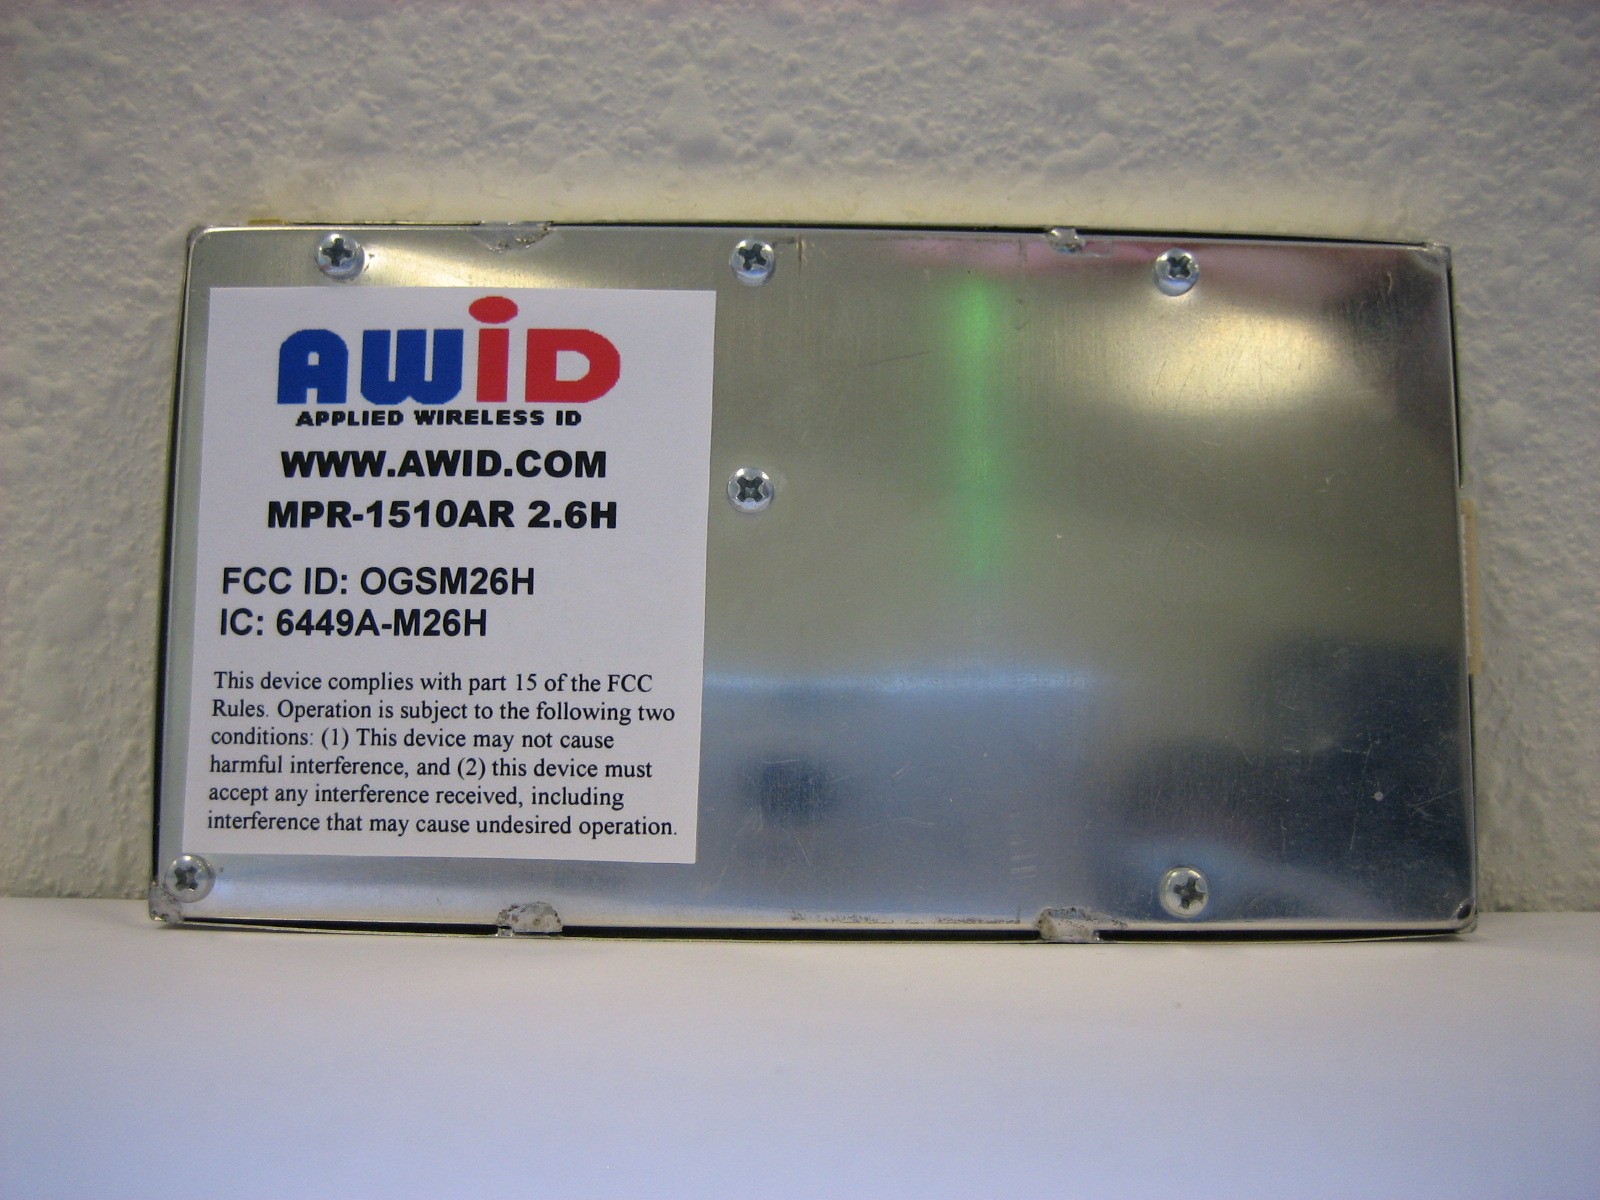 AWiD
APPLIED WIRELESS ID
WWW.AWID.COM
MPR-1510AR 2.6H
FCC ID: OGSM26H
IC: 6449A-M26H
This device complies with part 15 of the FCC
Rules. Operation is subject to the following two
conditions: (1) This device may not cause
harmful interference, and (2) this device must
accept any interference received, including
interference that may cause undesired operation.